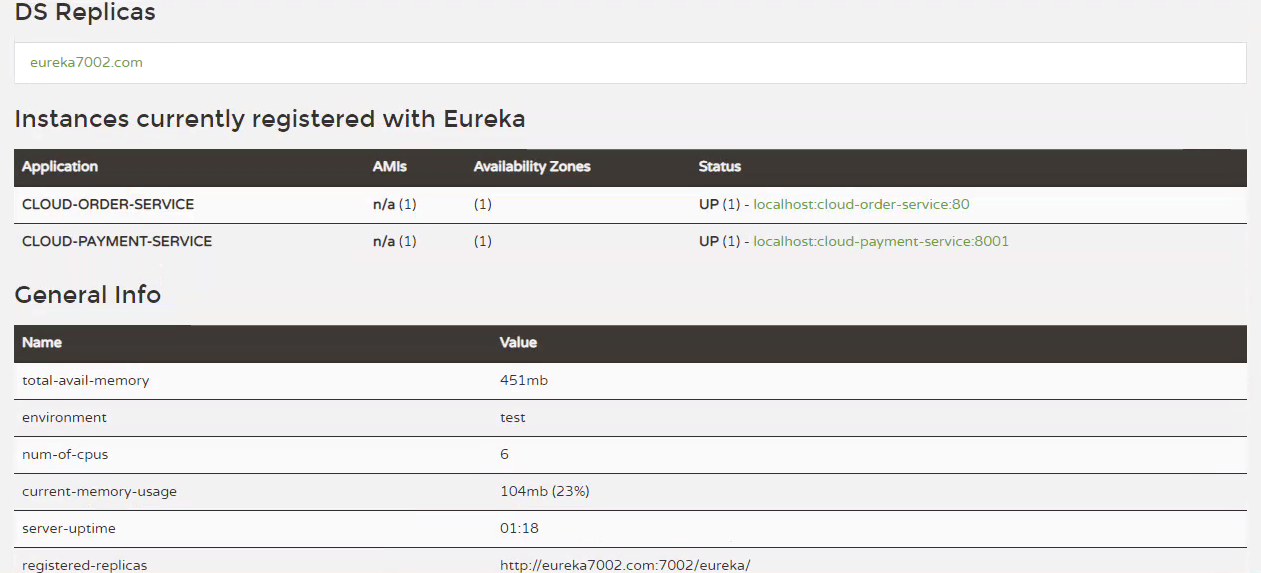 DS Replicas
eureka7002.com
Instances currently registered with Eureka
Application AMIs Availability Zones Status
CLOUD-ORDER-SERVICE n/a (1) (1) UP (1) - localhost:cloud-order-service:80
CLOUD-PAYMENT-SERVICE n/a (1) (1) UP (1) - localhost:cloud-payment-service:8001
General Info
Name Value
total-avail-memory 451mb
environment test
num-of-cpus 6
current-memory-usage 104mb (23%)
server-uptime 01:18
registered-replicas http://eureka7002.com:7002/eureka/